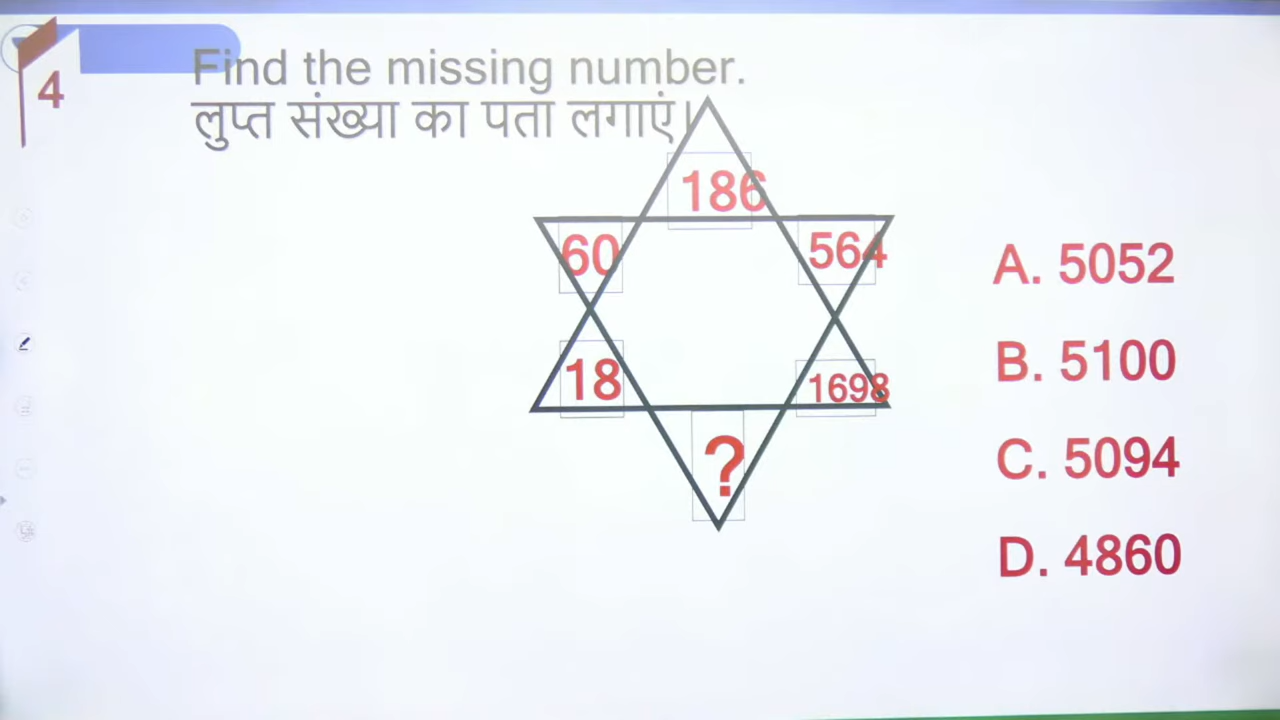 4
Find the missing number.
लुप्त संख्या का पता लगाएं।
186
60
564
18
1698
?
A. 5052
B. 5100
C. 5094
D. 4860